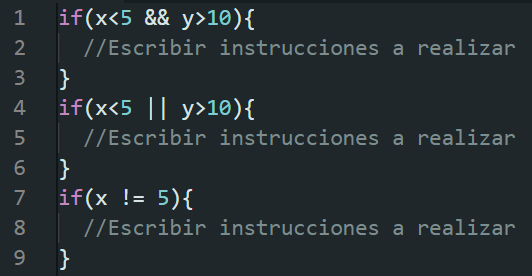 1 if(x<5 && y>10){
2 //Escribir instrucciones a realizar
3 }
4 if(x<5 || y>10){
5 //Escribir instrucciones a realizar
6 }
7 if(x != 5){
8 //Escribir instrucciones a realizar
9 }